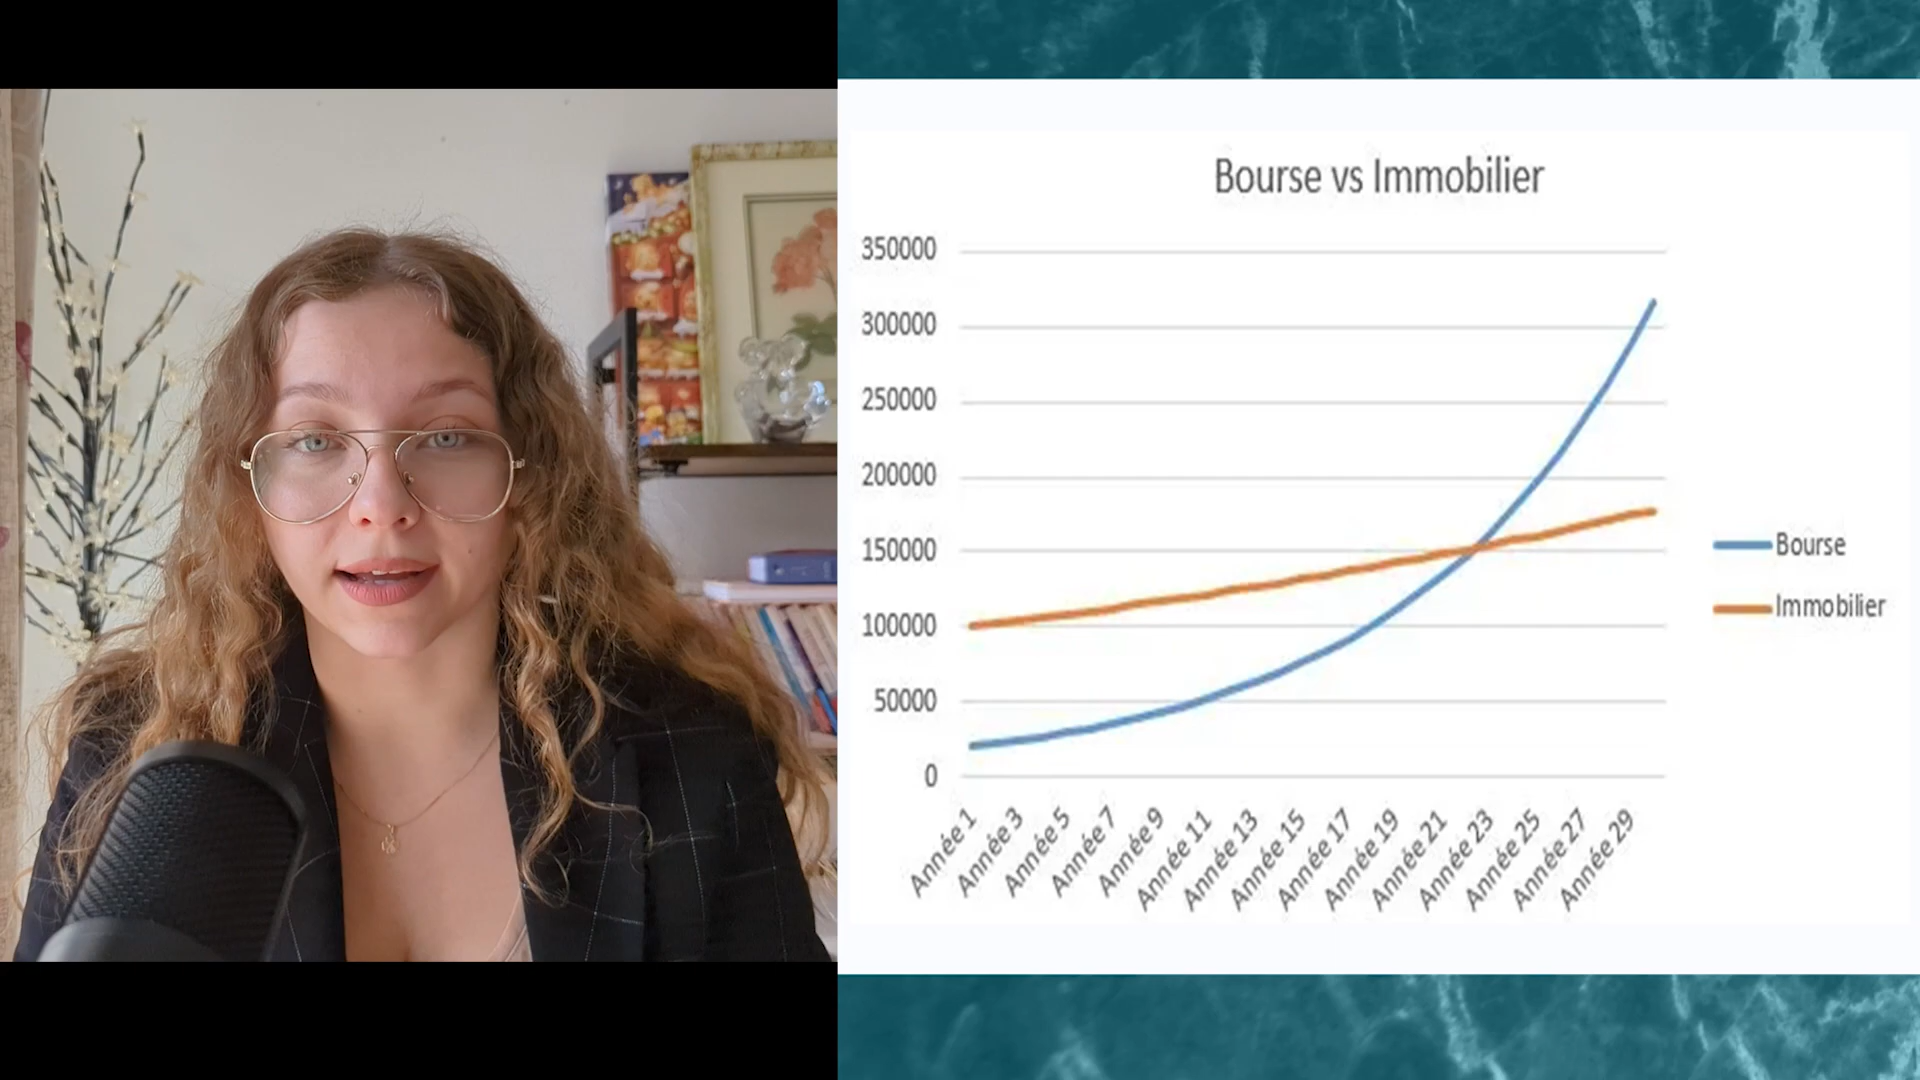 Bourse vs Immobilier
350000
300000
250000
200000
150000
100000
50000
0
Année 1
Année 3
Année 5
Année 7
Année 9
Année 11
Année 13
Année 15
Année 17
Année 19
Année 21
Année 23
Année 25
Année 27
Année 29
Bourse
Immobilier